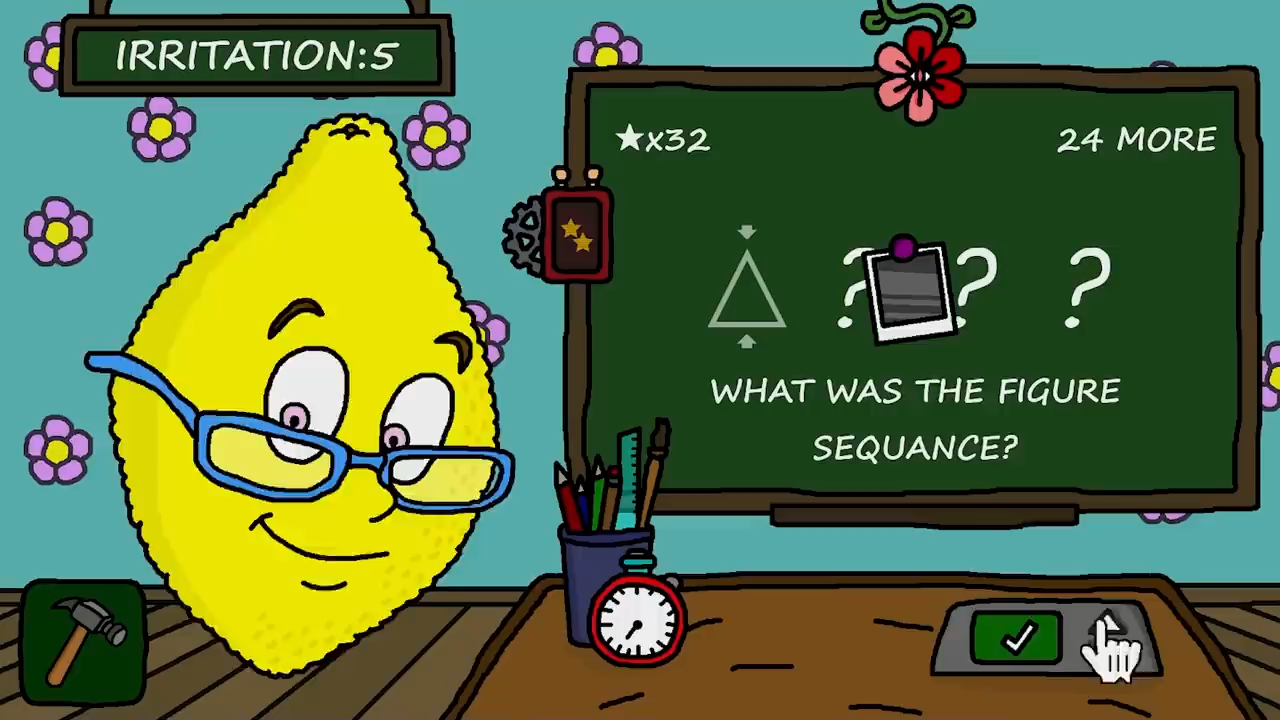 IRRITATION:5
★x32
24 MORE
? ? ?
WHAT WAS THE FIGURE
SEQUANCE?